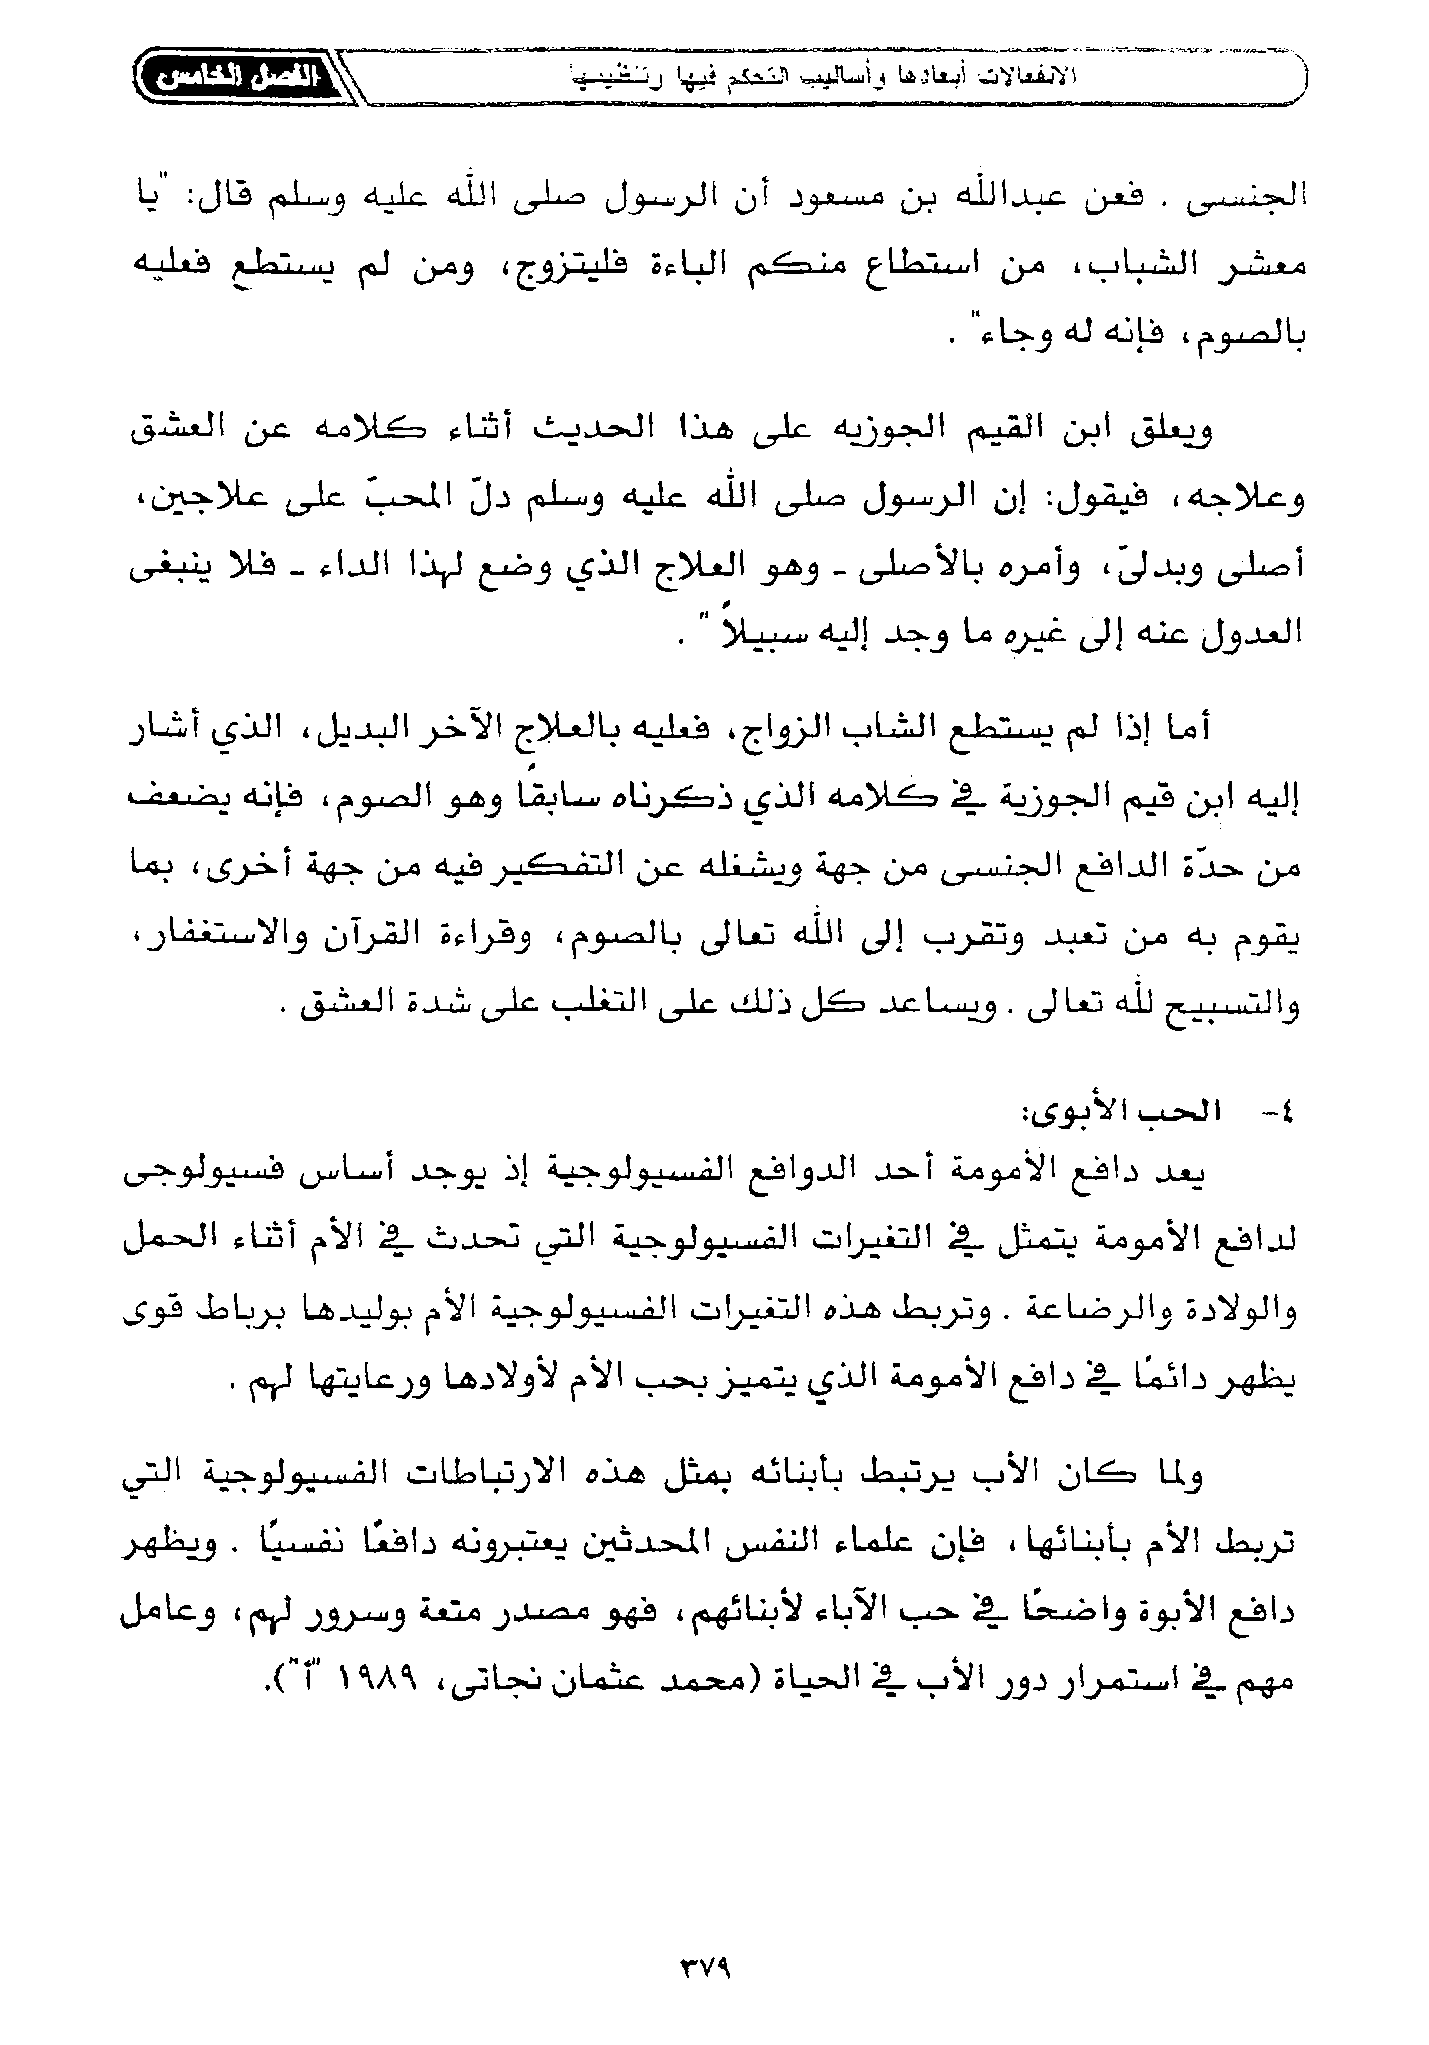 الانفعالات أبعادها وأساليب التحكم فيها وتنظيمها
الفصل الخامس
الجنسى . فعن عبدالله بن مسعود أن الرسول صلى الله عليه وسلم قال: "يا
معشر الشباب، من استطاع منكم الباءة فليتزوج، ومن لم يستطع فعليه
بالصوم، فإنه له وجاء" .
ويعلق ابن القيم الجوزيه على هذا الحديث أثناء كلامه عن العشق
وعلاجه، فيقول: إن الرسول صلى الله عليه وسلم دلّ المحبّ على علاجين،
أصلى وبدلىّ، وأمره بالأصلى - وهو العلاج الذي وضع لهذا الداء - فلا ينبغى
العدول عنه إلى غيره ما وجد إليه سبيلاً " .
أما إذا لم يستطع الشاب الزواج، فعليه بالعلاج الآخر البديل، الذي أشار
إليه ابن قيم الجوزية في كلامه الذي ذكرناه سابقًا وهو الصوم، فإنه يضعف
من حدّة الدافع الجنسى من جهة ويشغله عن التفكير فيه من جهة أخرى، بما
يقوم به من تعبد وتقرب إلى الله تعالى بالصوم، وقراءة القرآن والاستغفار،
والتسبيح لله تعالى . ويساعد كل ذلك على التغلب على شدة العشق .
٤- الحب الأبوى:
يعد دافع الأمومة أحد الدوافع الفسيولوجية إذ يوجد أساس فسيولوجى
لدافع الأمومة يتمثل في التغيرات الفسيولوجية التي تحدث في الأم أثناء الحمل
والولادة والرضاعة . وتربط هذه التغيرات الفسيولوجية الأم بوليدها برباط قوى
يظهر دائمًا في دافع الأمومة الذي يتميز بحب الأم لأولادها ورعايتها لهم .
ولما كان الأب يرتبط بأبنائه بمثل هذه الارتباطات الفسيولوجية التي
تربط الأم بأبنائها، فإن علماء النفس المحدثين يعتبرونه دافعًا نفسيًا . ويظهر
دافع الأبوة واضحًا في حب الآباء لأبنائهم، فهو مصدر متعة وسرور لهم، وعامل
مهم في استمرار دور الأب في الحياة (محمد عثمان نجاتى، ١٩٨٩ "أ").
٣٧٩